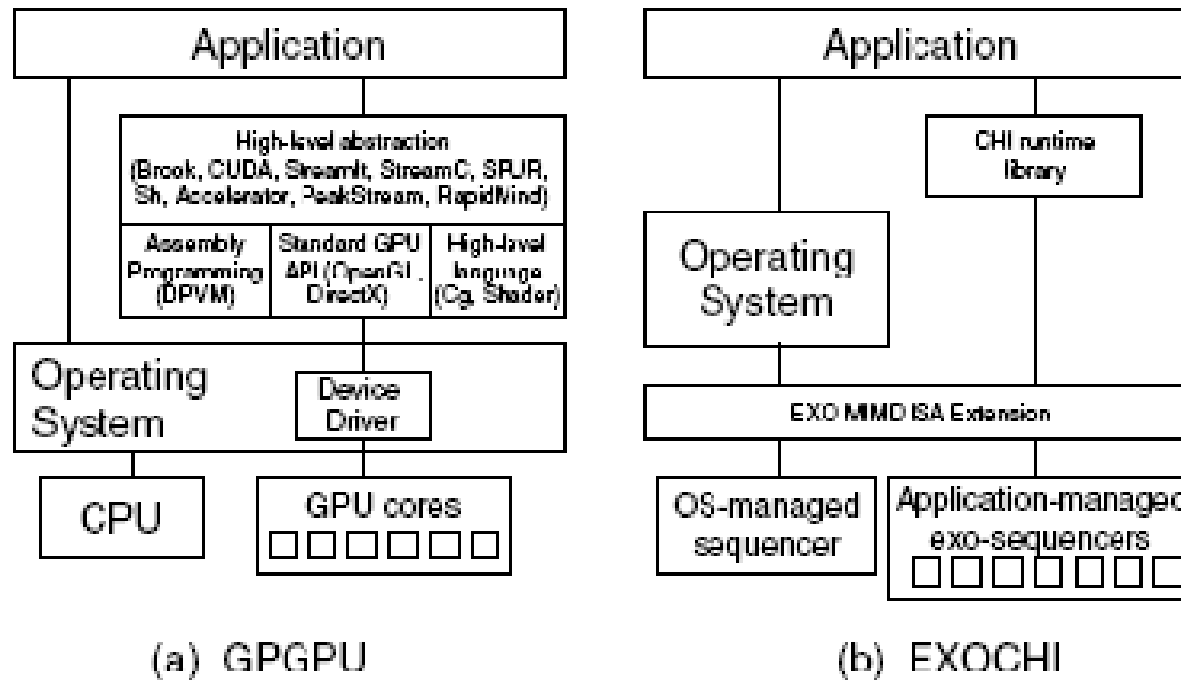 Application
High-level abstraction
(Brook, CUDA, StreamIt, StreamC, SPUR,
Sh, Accelerator, PeakStream, RapidMind)
Assembly
Programming
(DPVM)
Standard GPU
API (OpenGL,
DirectX)
High-level
language
(Cg, Shader)
Operating
System
Device
Driver
CPU
GPU cores
(a) GPGPU
Application
CHI runtime
library
Operating
System
EXO MIMD ISA Extension
OS-managed
sequencer
Application-managed
exo-sequencers
(b) EXOCHI